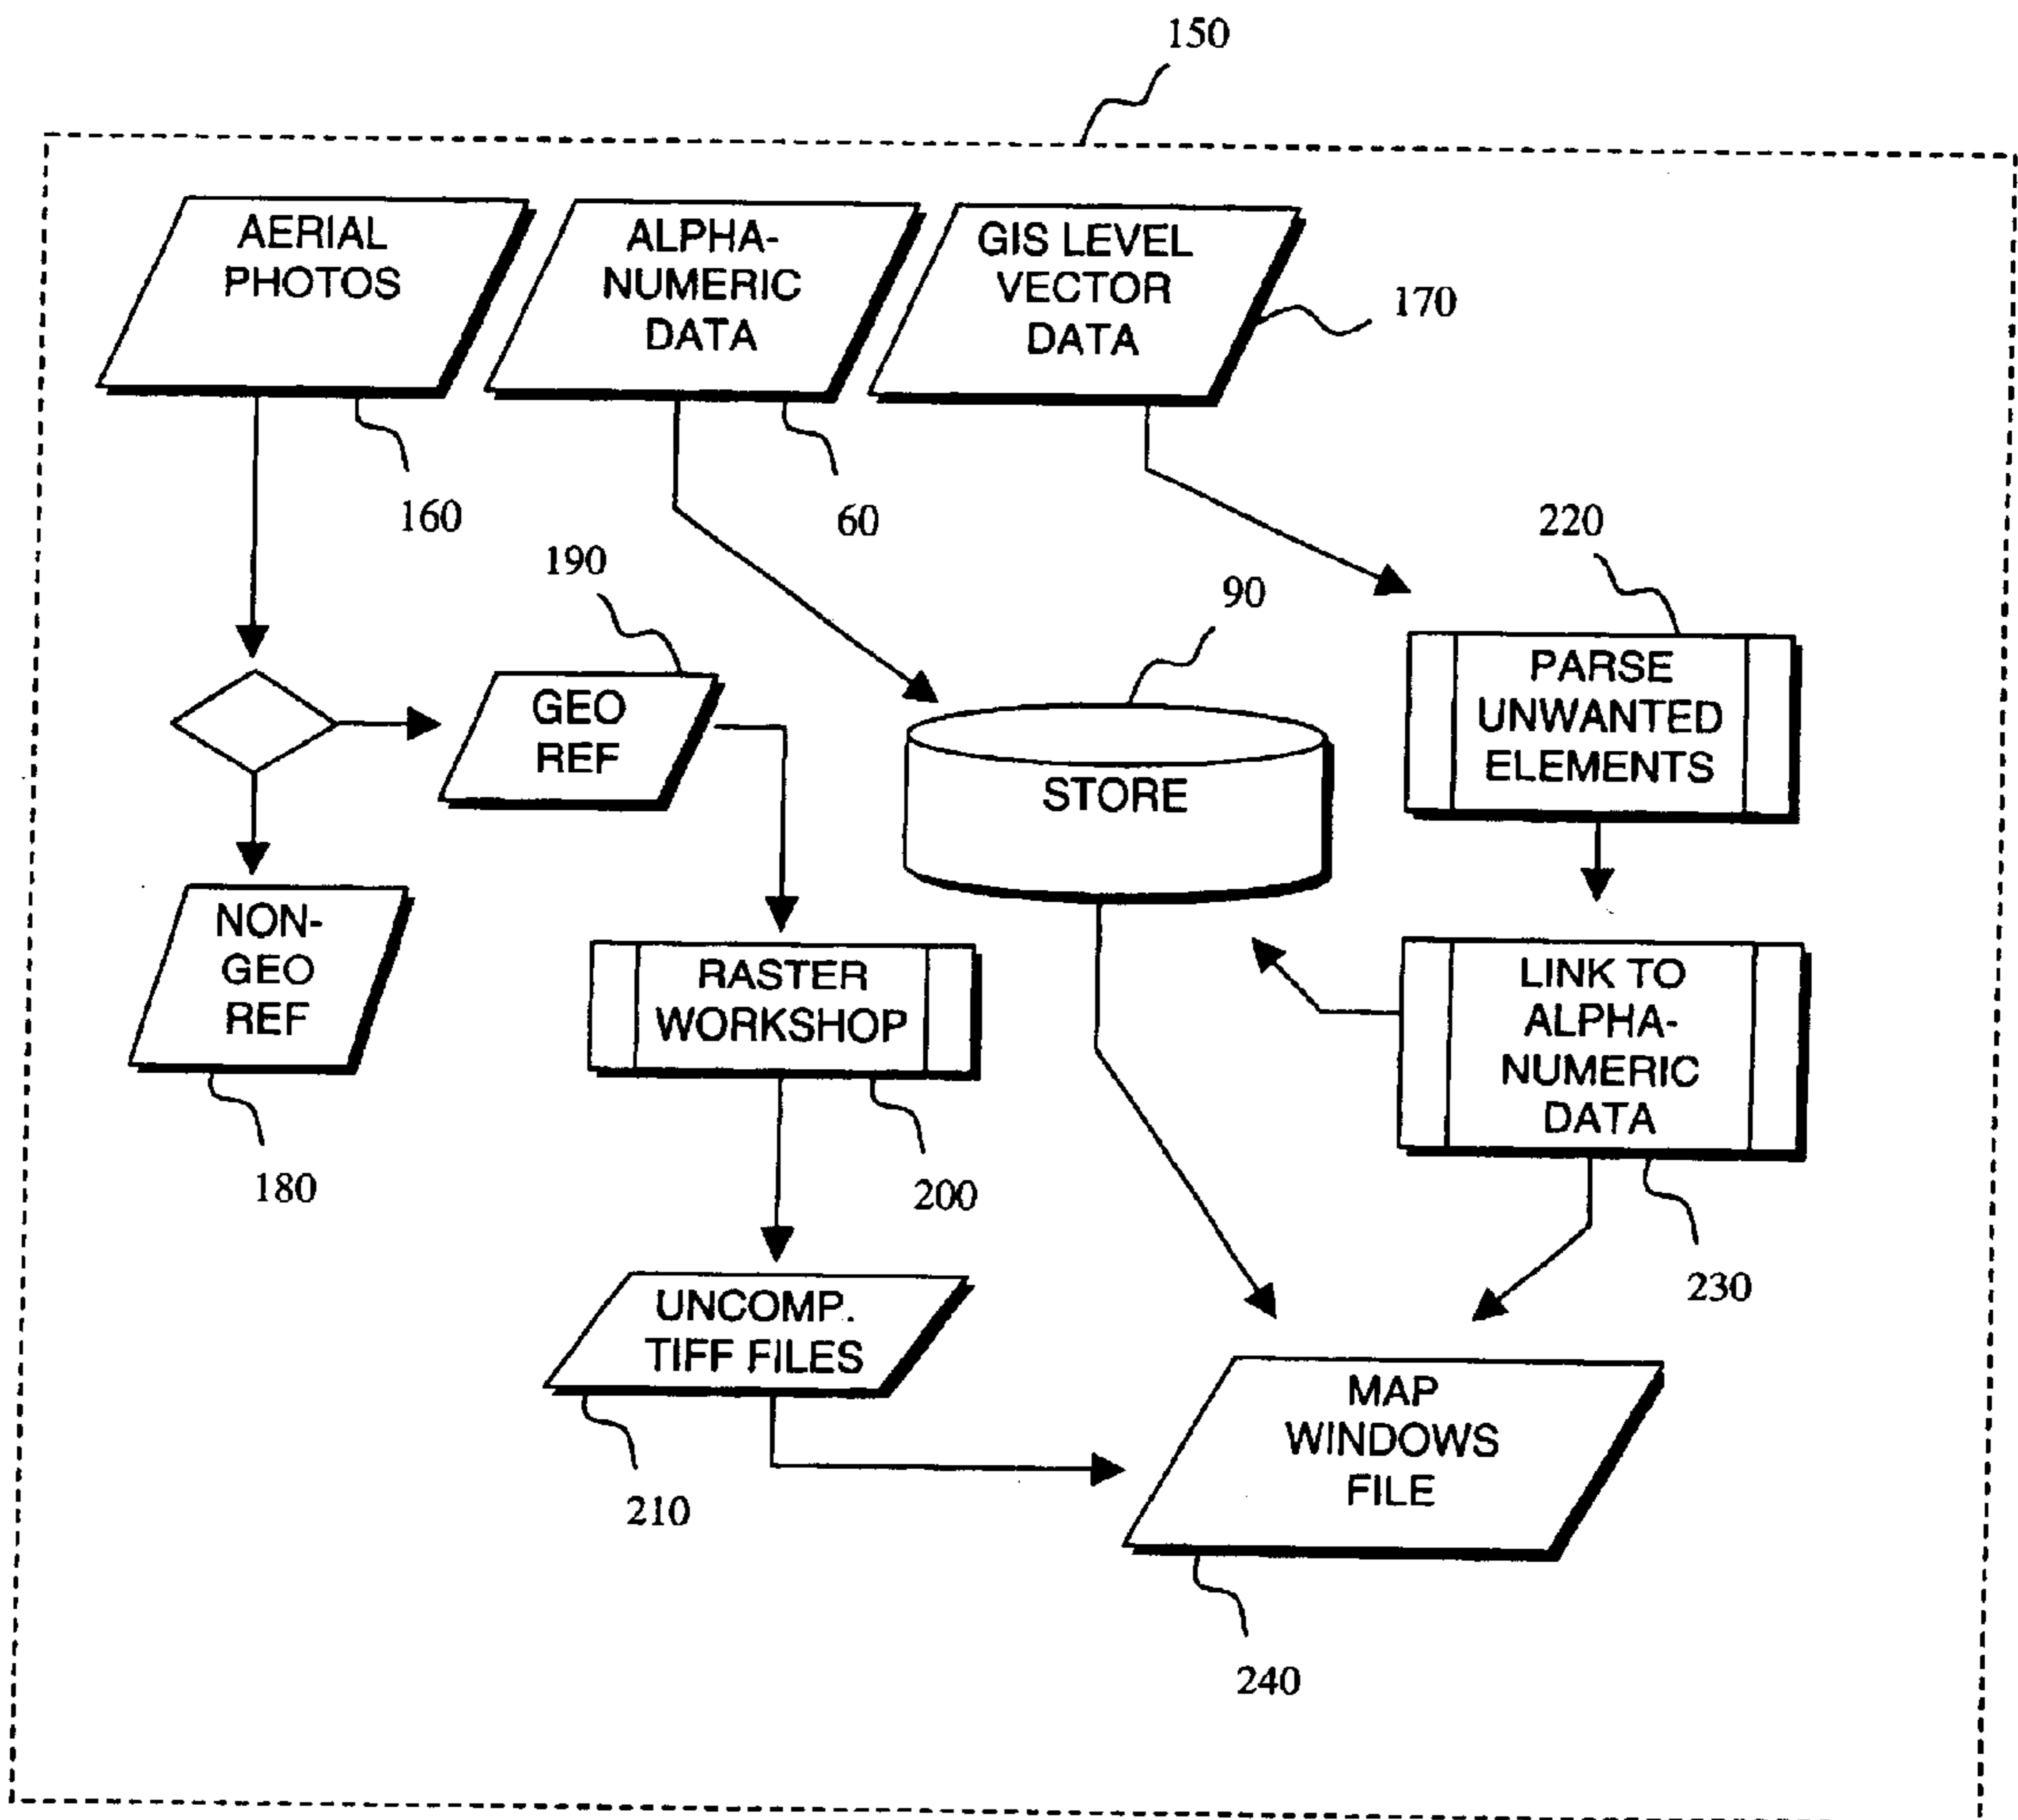 150
AERIAL
PHOTOS
ALPHA-
NUMERIC
DATA
GIS LEVEL
VECTOR
DATA
170
160
60
220
190
90
GEO
REF
STORE
PARSE
UNWANTED
ELEMENTS
NON-
GEO
REF
RASTER
WORKSHOP
LINK TO
ALPHA-
NUMERIC
DATA
180
200
230
UNCOMP.
TIFF FILES
MAP
WINDOWS
FILE
210
240